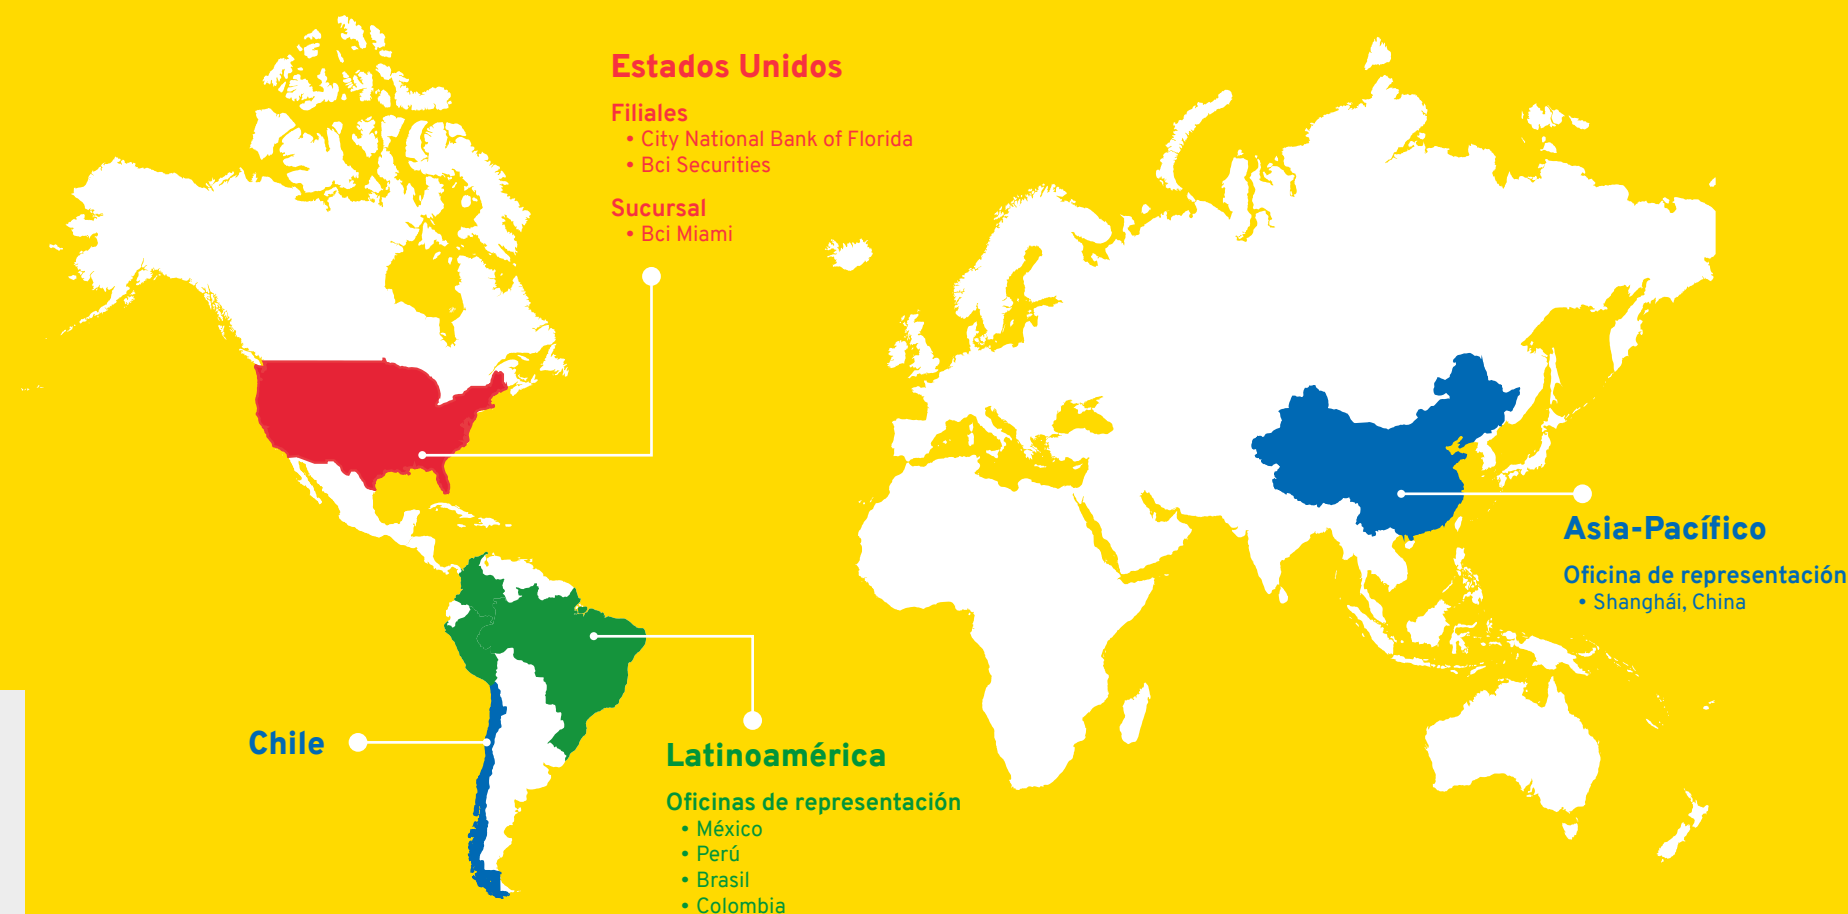 Estados Unidos
Filiales
• City National Bank of Florida
• Bci Securities
Sucursal
• Bci Miami
Asia-Pacífico
Oficina de representación
• Shanghái, China
Chile
Latinoamérica
Oficinas de representación
• México
• Perú
• Brasil
• Colombia